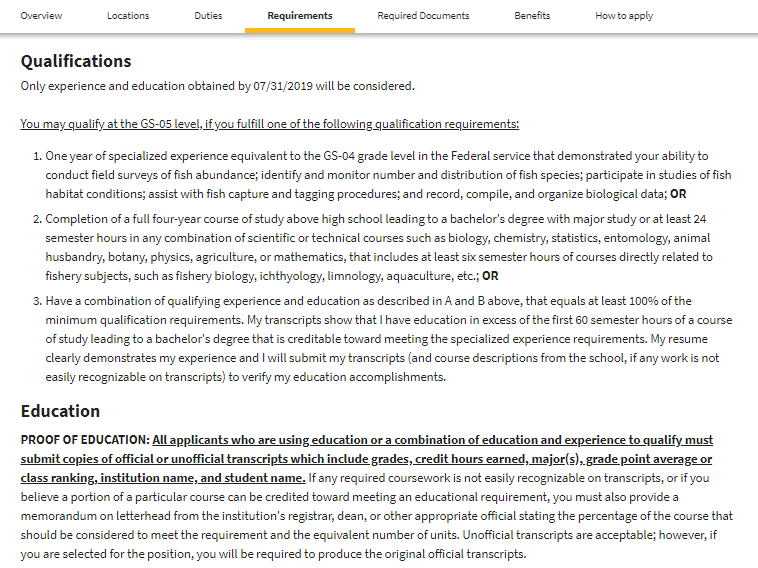 Overview Locations Duties Requirements Required Documents Benefits How to apply
Qualifications
Only experience and education obtained by 07/31/2019 will be considered.
You may qualify at the GS-05 level, if you fulfill one of the following qualification requirements:
1. One year of specialized experience equivalent to the GS-04 grade level in the Federal service that demonstrated your ability to
conduct field surveys of fish abundance; identify and monitor number and distribution of fish species; participate in studies of fish
habitat conditions; assist with fish capture and tagging procedures; and record, compile, and organize biological data; OR
2. Completion of a full four-year course of study above high school leading to a bachelor's degree with major study or at least 24
semester hours in any combination of scientific or technical courses such as biology, chemistry, statistics, entomology, animal
husbandry, botany, physics, agriculture, or mathematics, that includes at least six semester hours of courses directly related to
fishery subjects, such as fishery biology, ichthyology, limnology, aquaculture, etc.; OR
3. Have a combination of qualifying experience and education as described in A and B above, that equals at least 100% of the
minimum qualification requirements. My transcripts show that I have education in excess of the first 60 semester hours of a course
of study leading to a bachelor's degree that is creditable toward meeting the specialized experience requirements. My resume
clearly demonstrates my experience and I will submit my transcripts (and course descriptions from the school, if any work is not
easily recognizable on transcripts) to verify my education accomplishments.
Education
PROOF OF EDUCATION: All applicants who are using education or a combination of education and experience to qualify must
submit copies of official or unofficial transcripts which include grades, credit hours earned, major(s), grade point average or
class ranking, institution name, and student name. If any required coursework is not easily recognizable on transcripts, or if you
believe a portion of a particular course can be credited toward meeting an educational requirement, you must also provide a
memorandum on letterhead from the institution's registrar, dean, or other appropriate official stating the percentage of the course that
should be considered to meet the requirement and the equivalent number of units. Unofficial transcripts are acceptable; however, if
you are selected for the position, you will be required to produce the original official transcripts.